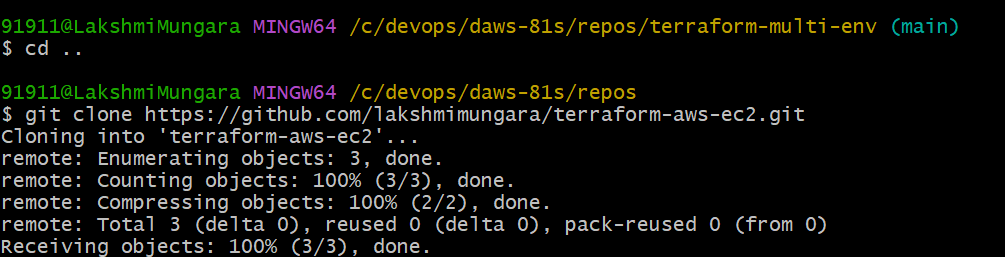 91911@LakshmiMungara MINGW64 /c/devops/daws-81s/repos/terraform-multi-env (main)
$ cd ..
91911@LakshmiMungara MINGW64 /c/devops/daws-81s/repos
$ git clone https://github.com/lakshmimungara/terraform-aws-ec2.git
Cloning into 'terraform-aws-ec2'...
remote: Enumerating objects: 3, done.
remote: Counting objects: 100% (3/3), done.
remote: Compressing objects: 100% (2/2), done.
remote: Total 3 (delta 0), reused 0 (delta 0), pack-reused 0 (from 0)
Receiving objects: 100% (3/3), done.